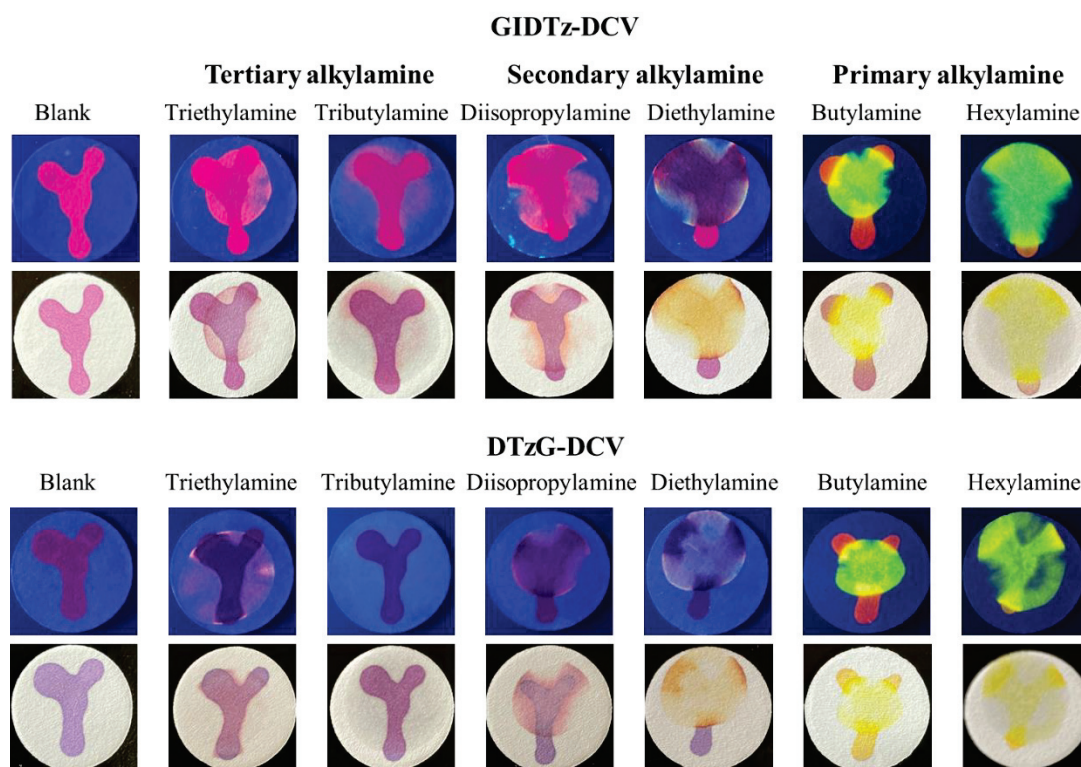 GIDTz-DCV
Tertiary alkylamine Secondary alkylamine Primary alkylamine
Blank Triethylamine Tributylamine Diisopropylamine Diethylamine Butylamine Hexylamine
DTzG-DCV
Blank Triethylamine Tributylamine Diisopropylamine Diethylamine Butylamine Hexylamine